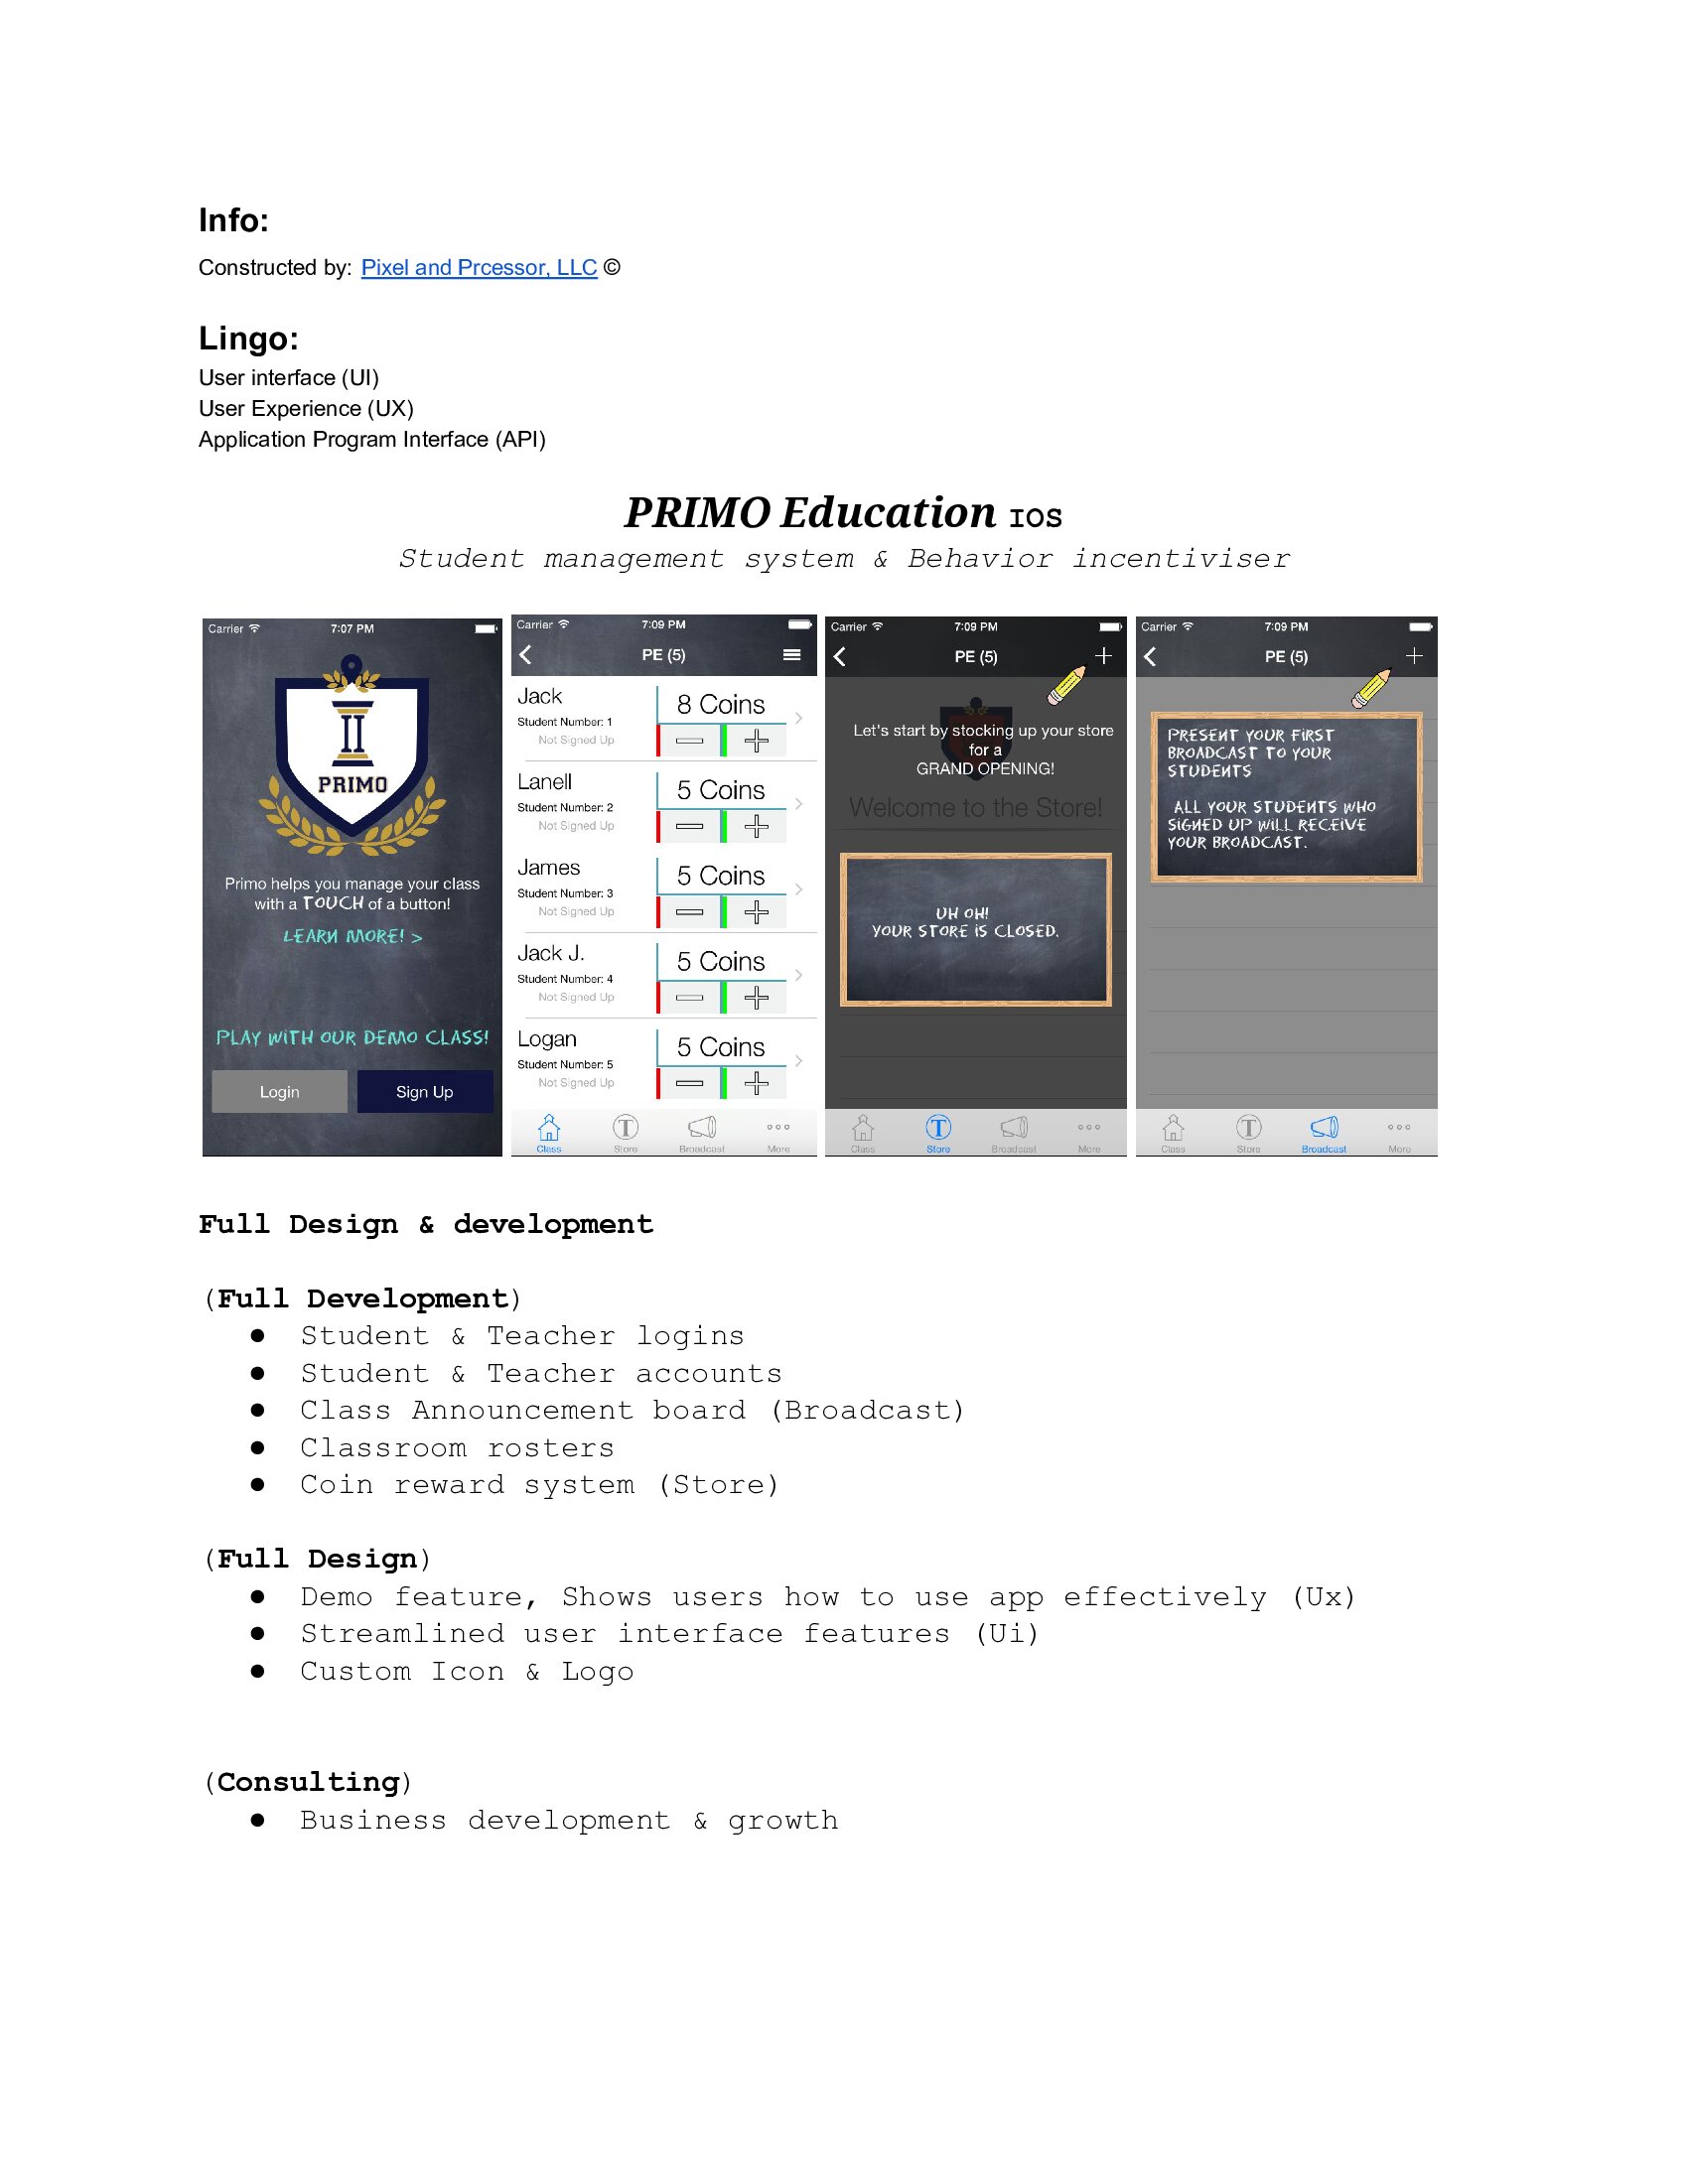 Info:
Constructed by: Pixel and Prcessor, LLC ©
Lingo:
User interface (UI)
User Experience (UX)
Application Program Interface (API)
PRIMO Education IOS
Student management system & Behavior incentiviser
Carrier 7:07 PM
II
PRIMO
Primo helps you manage your class
with a TOUCH of a button!
LEARN MORE! >
PLAY WITH OUR DEMO CLASS!
Login Sign Up
Carrier 7:09 PM
PE (5)
Jack 8 Coins
Student Number: 1
Not Signed Up
Lanell 5 Coins
Student Number: 2
Not Signed Up
James 5 Coins
Student Number: 3
Not Signed Up
Jack J. 5 Coins
Student Number: 4
Not Signed Up
Logan 5 Coins
Student Number: 5
Not Signed Up
Class T Store Broadcast More
Carrier 7:09 PM
PE (5)
Let's start by stocking up your store
for a
GRAND OPENING!
Welcome to the Store!
UH OH!
YOUR STORE IS CLOSED.
Class T Store Broadcast More
Carrier 7:09 PM
PE (5)
PRESENT YOUR FIRST
BROADCAST TO YOUR
STUDENTS
ALL YOUR STUDENTS WHO
SIGNED UP WILL RECEIVE
YOUR BROADCAST.
Class T Store Broadcast More
Full Design & development
(Full Development)
● Student & Teacher logins
● Student & Teacher accounts
● Class Announcement board (Broadcast)
● Classroom rosters
● Coin reward system (Store)
(Full Design)
● Demo feature, Shows users how to use app effectively (Ux)
● Streamlined user interface features (Ui)
● Custom Icon & Logo
(Consulting)
● Business development & growth